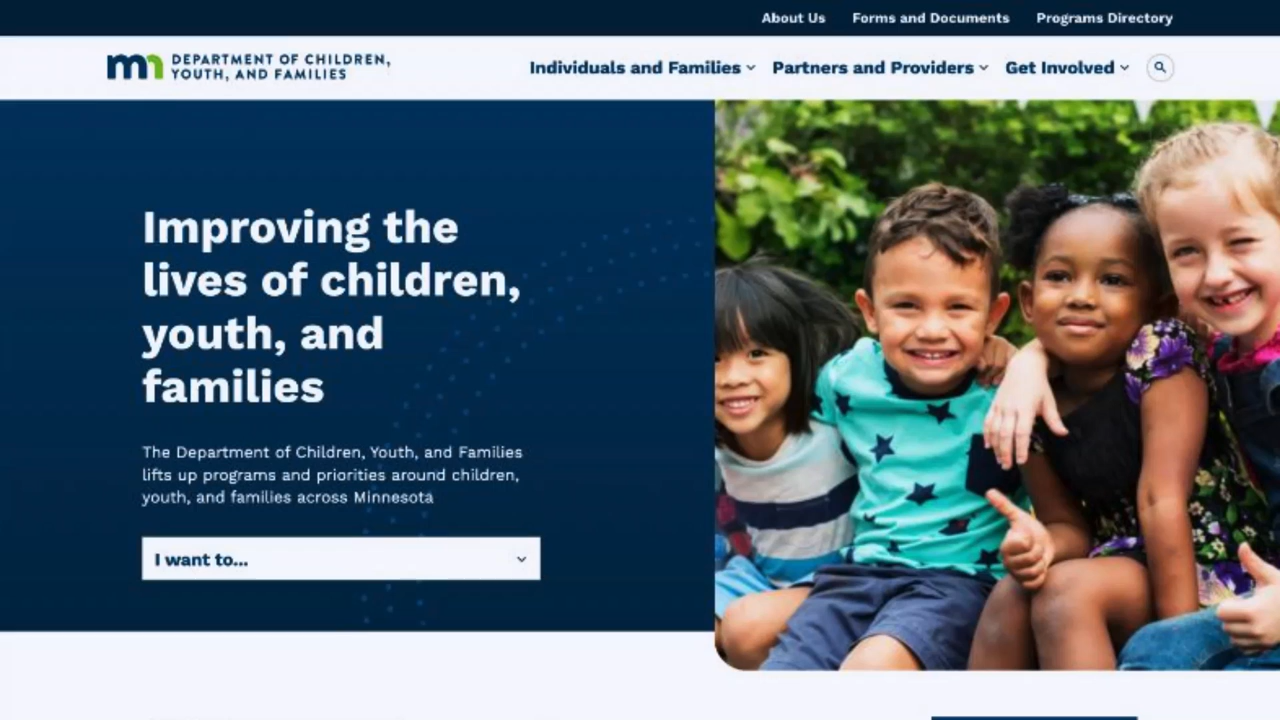 About Us Forms and Documents Programs Directory
mn DEPARTMENT OF CHILDREN,
YOUTH, AND FAMILIES
Individuals and Families Partners and Providers Get Involved
Improving the
lives of children,
youth, and
families
The Department of Children, Youth, and Families
lifts up programs and priorities around children,
youth, and families across Minnesota
I want to...